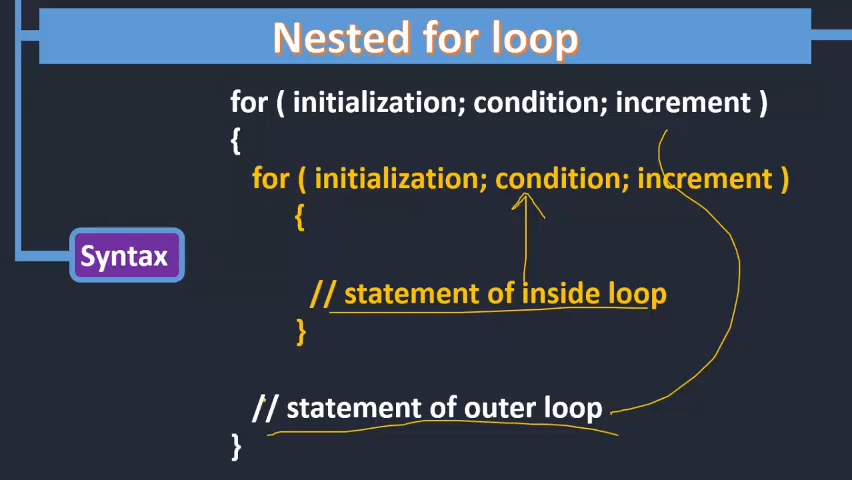 Nested for loop
for ( initialization; condition; increment )
{
for ( initialization; condition; increment )
{
Syntax
// statement of inside loop
}
// statement of outer loop
}